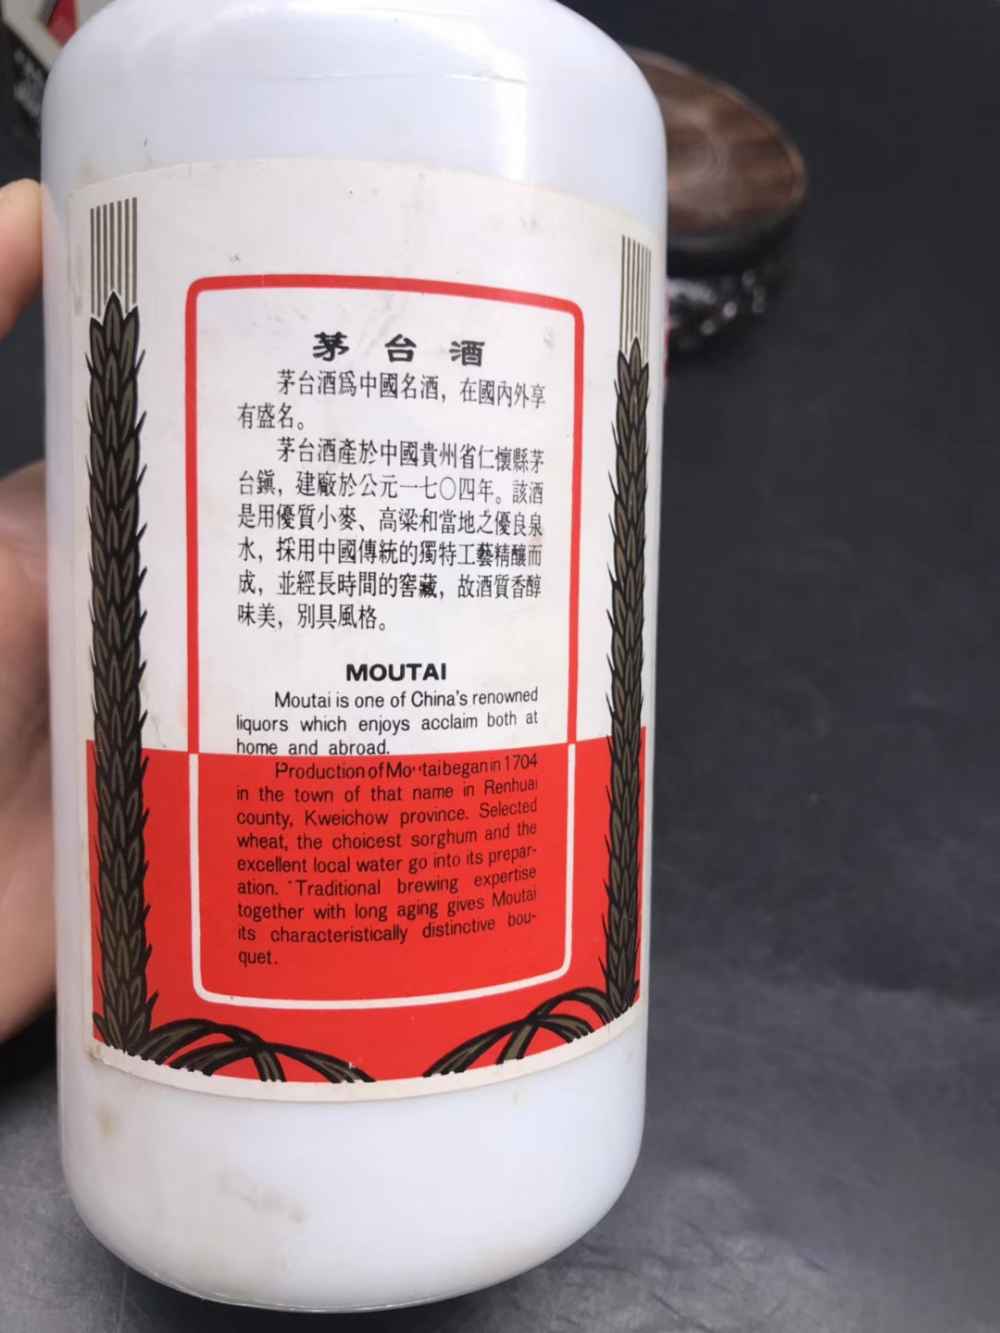 茅台酒
茅台酒爲中國名酒，在國內外享
有盛名。
茅台酒產於中國貴州省仁懷縣茅
台鎮，建廠於公元一七〇四年。該酒
是用優質小麥、高梁和當地之優良泉
水，採用中國傳統的獨特工藝精釀而
成，並經長時間的窖藏，故酒質香醇
味美，別具風格。
MOUTAI
Moutai is one of China's renowned
liquors which enjoys acclaim both at
home and abroad.
Production of Moutai began in 1704
in the town of that name in Renhuai
county, Kweichow province. Selected
wheat, the choicest sorghum and the
excellent local water go into its prepar-
ation. Traditional brewing expertise
together with long aging gives Moutai
its characteristically distinctive bou-
quet.